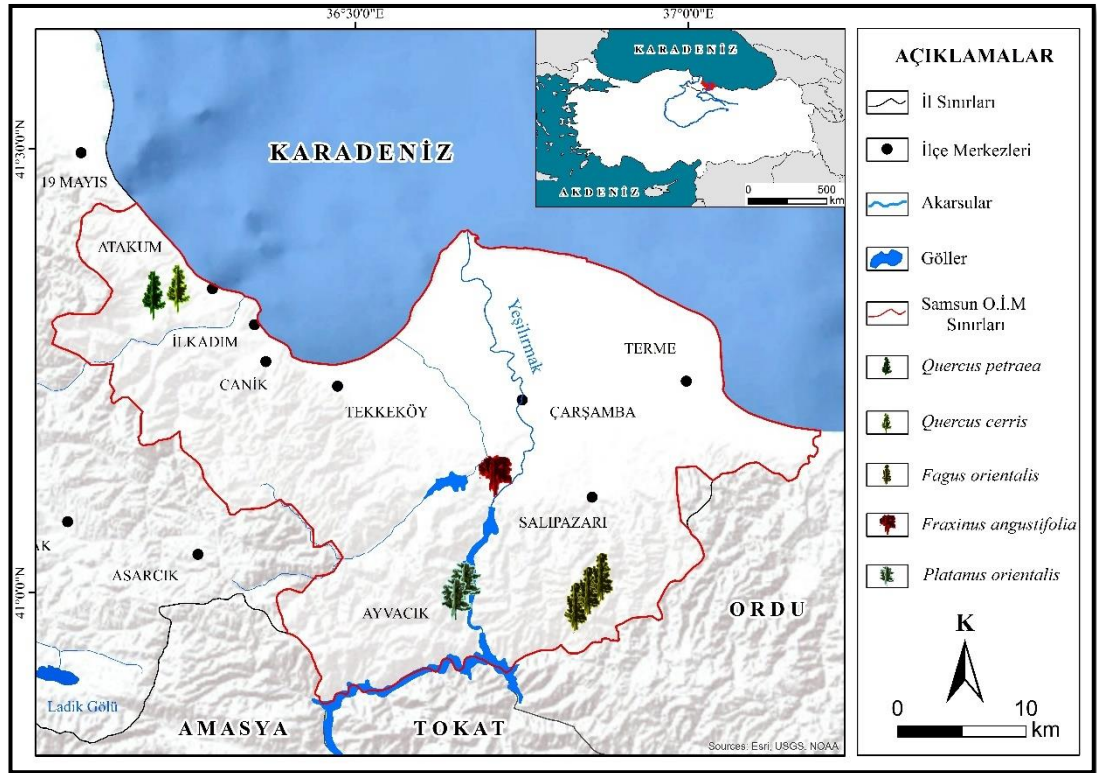 36°30'0"E
37°0'0"E
41°30'0"N
41°0'0"N
KARADENİZ
AKDENİZ
0 500
km
KARADENİZ
19 MAYIS
ATAKUM
İLKADIM
CANİK
TEKKEKÖY
Yeşilırmak
ÇARŞAMBA
TERME
SALIPAZARI
AK
ASARCIK
AYVACIK
ORDU
Ladik Gölü
AMASYA
TOKAT
Sources: Esri, USGS, NOAA
AÇIKLAMALAR
İl Sınırları
İlçe Merkezleri
Akarsular
Göller
Samsun O.İ.M
Sınırları
Quercus petraea
Quercus cerris
Fagus orientalis
Fraxinus angustifolia
Platanus orientalis
K
0 10
km